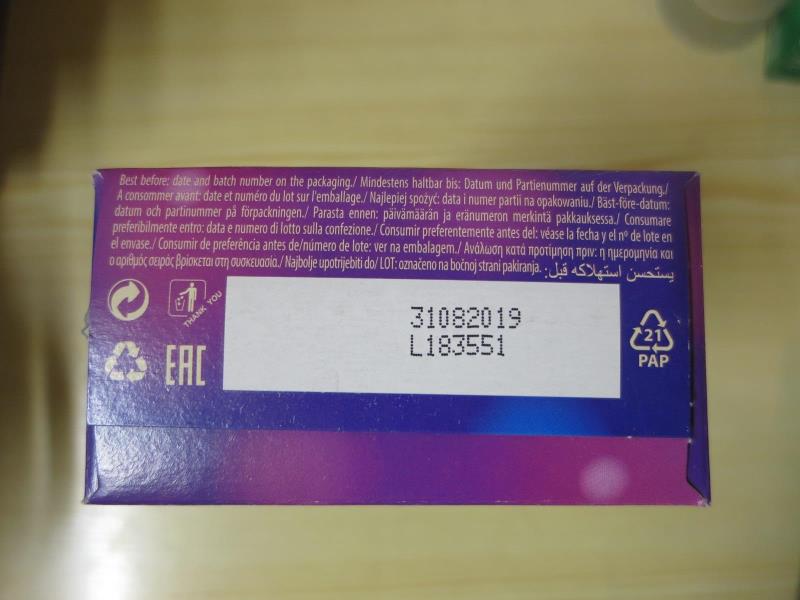 Best before: date and batch number on the packaging./ Mindestens haltbar bis: Datum und Partienummer auf der Verpackung./
A consommer avant: date et numéro du lot sur l'emballage./ Najlepiej spożyć: data i numer partii na opakowaniu./ Bäst-före-datum:
datum och partinummer på förpackningen./ Parasta ennen: päivämäärän ja eränumeron merkintä pakkauksessa./ Consumare
preferibilmente entro: data e numero di lotto sulla confezione./ Consumir preferentemente antes del: véase la fecha y el nº de lote en
el envase./ Consumir de preferência antes de/número de lote: ver na embalagem./ Ανάλωση κατά προτίμηση πριν: η ημερομηνία και
ο αριθμός σειράς βρίσκεται στη συσκευασία./ Najbolje upotrijebiti do/ LOT: označeno na bočnoj strani pakiranja. يستحسن استهلاكه قبل:
THANK YOU
EAC
31082019
L183551
21
PAP